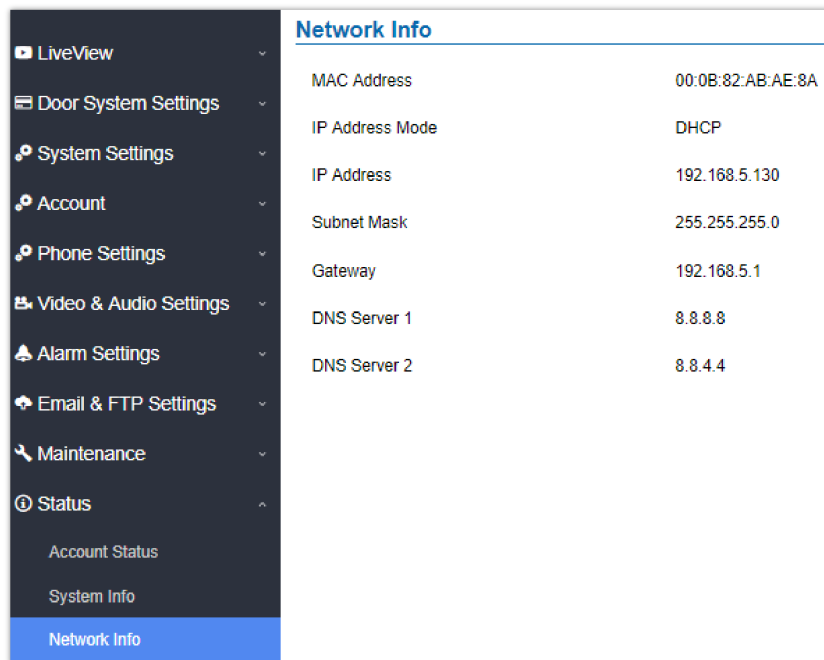 LiveView
Door System Settings
System Settings
Account
Phone Settings
Video & Audio Settings
Alarm Settings
Email & FTP Settings
Maintenance
Status
Account Status
System Info
Network Info
Network Info
MAC Address 00:0B:82:AB:AE:8A
IP Address Mode DHCP
IP Address 192.168.5.130
Subnet Mask 255.255.255.0
Gateway 192.168.5.1
DNS Server 1 8.8.8.8
DNS Server 2 8.8.4.4